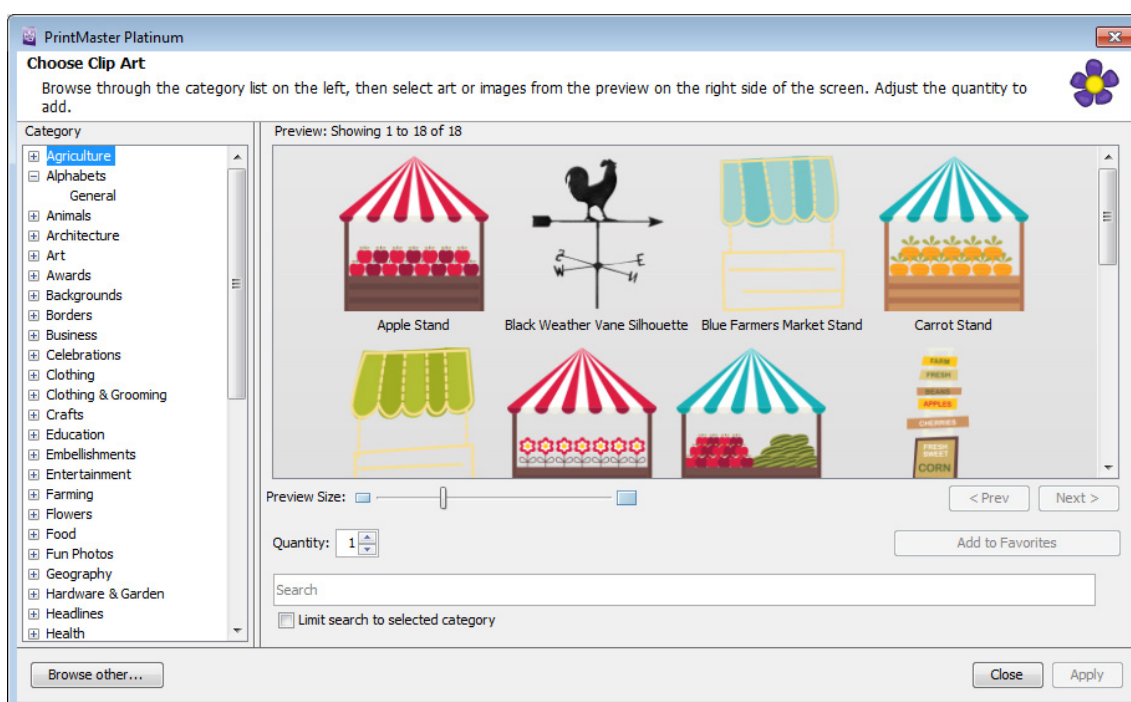 PrintMaster Platinum
Choose Clip Art
Browse through the category list on the left, then select art or images from the preview on the right side of the screen. Adjust the quantity to
add.
Category
Agriculture
Alphabets
General
Animals
Architecture
Art
Awards
Backgrounds
Borders
Business
Celebrations
Clothing
Clothing & Grooming
Crafts
Education
Embellishments
Entertainment
Farming
Flowers
Food
Fun Photos
Geography
Hardware & Garden
Headlines
Health
Preview: Showing 1 to 18 of 18
E
W
Apple Stand
Black Weather Vane Silhouette
Blue Farmers Market Stand
Carrot Stand
FARM
FRESH
BEANS
APPLES
CHERRIES
FRESH
SWEET
CORN
Preview Size:
< Prev
Next >
Quantity: 1
Add to Favorites
Search
Limit search to selected category
Browse other...
Close
Apply